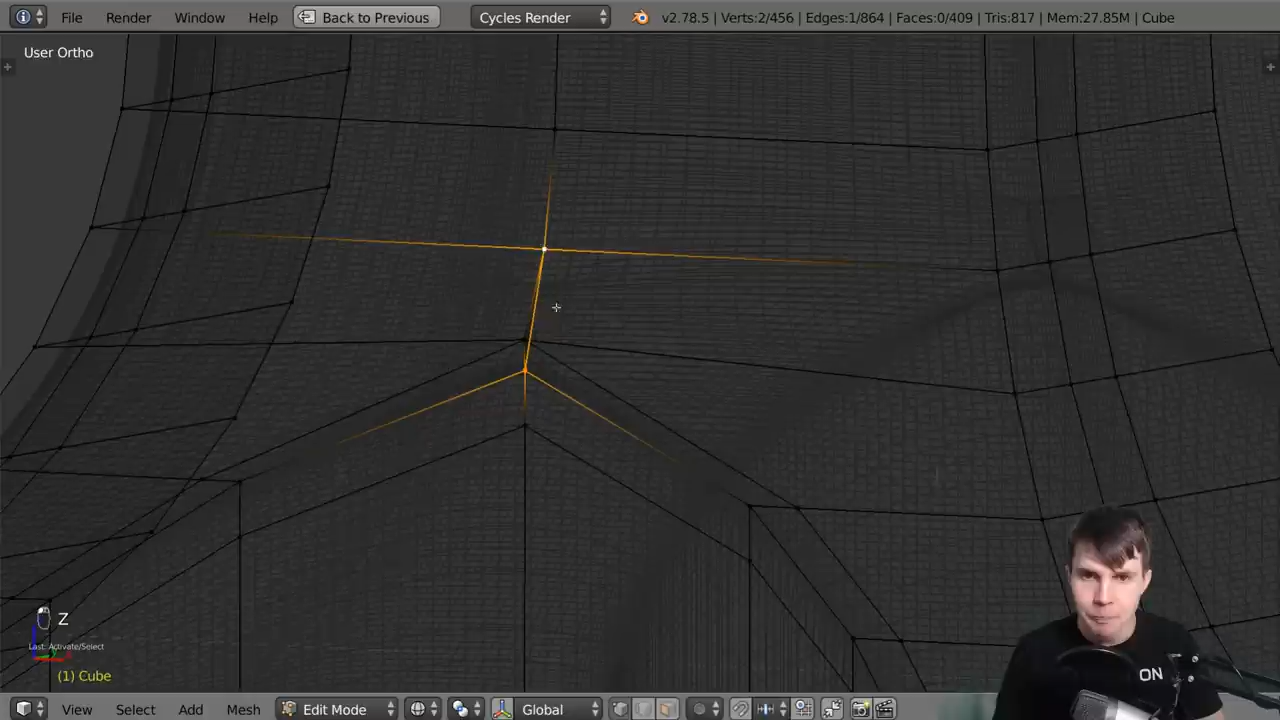 File Render Window Help Back to Previous Cycles Render v2.78.5 | Verts:2/456 | Edges:1/864 | Faces:0/409 | Tris:817 | Mem:27.85M | Cube
User Ortho
Z
Last: Activate/Select
(1) Cube
ON
View Select Add Mesh Edit Mode Global